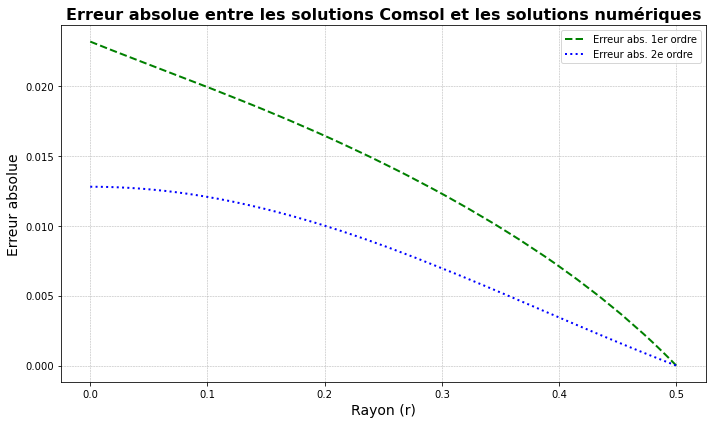 Erreur absolue entre les solutions Comsol et les solutions numériques
Erreur abs. 1er ordre
Erreur abs. 2e ordre
Erreur absolue
0.020
0.015
0.010
0.005
0.000
0.0 0.1 0.2 0.3 0.4 0.5
Rayon (r)